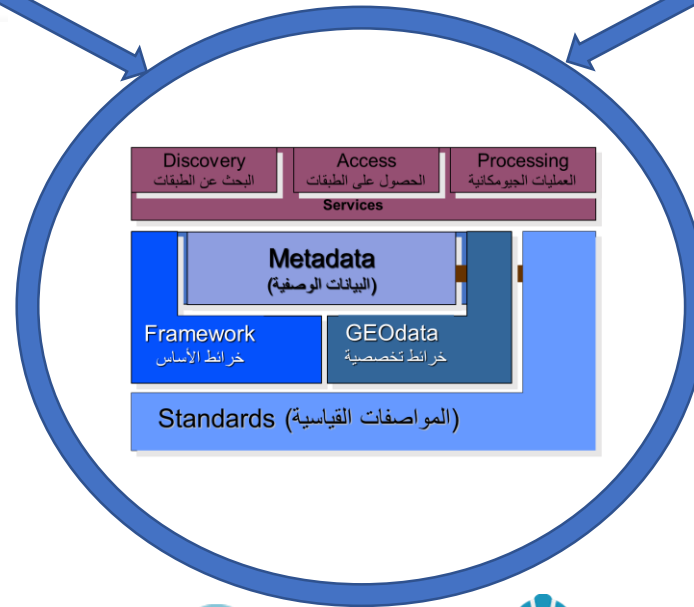 Discovery
البحث عن الطبقات
Access
الحصول على الطبقات
Processing
العمليات الجيومكانية
Services
Metadata
(البيانات الوصفية)
Framework
خرائط الأساس
GEOdata
خرائط تخصصية
Standards (المواصفات القياسية)